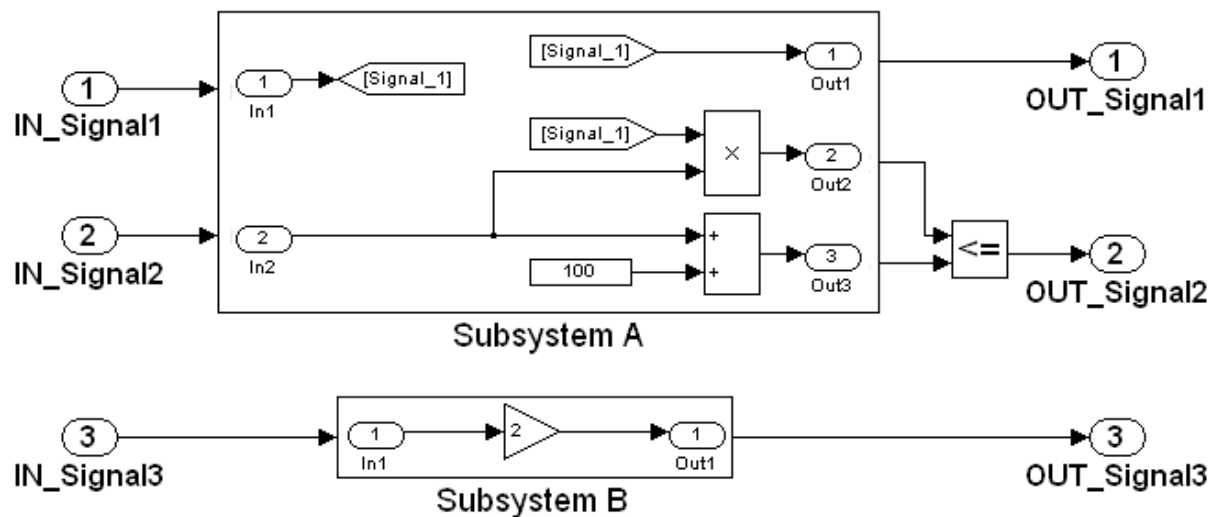 [Signal_1]
1
Out1
1
OUT_Signal1
1
IN_Signal1
1
In1
[Signal_1]
[Signal_1]
×
2
Out2
2
IN_Signal2
2
In2
+
+
100
3
Out3
<=
2
OUT_Signal2
Subsystem A
3
IN_Signal3
1
In1
2
1
Out1
3
OUT_Signal3
Subsystem B